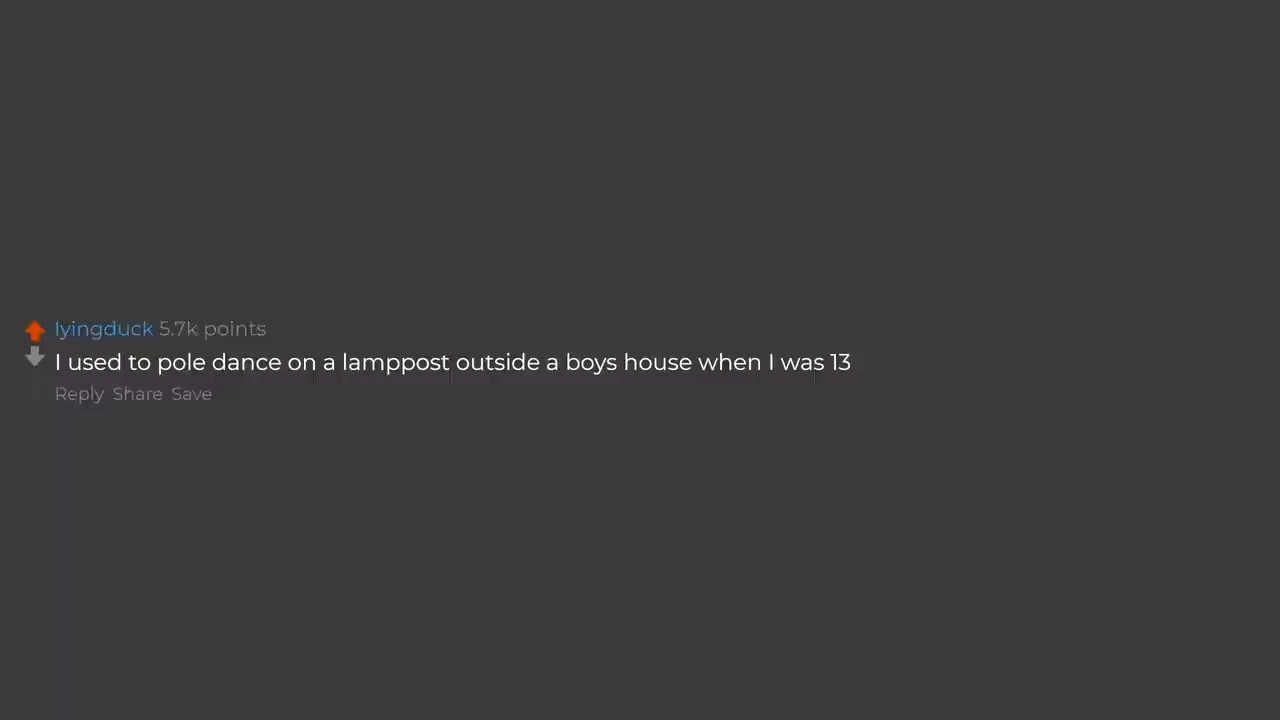 lyingduck 5.7k points
I used to pole dance on a lamppost outside a boys house when I was 13
Reply Share Save